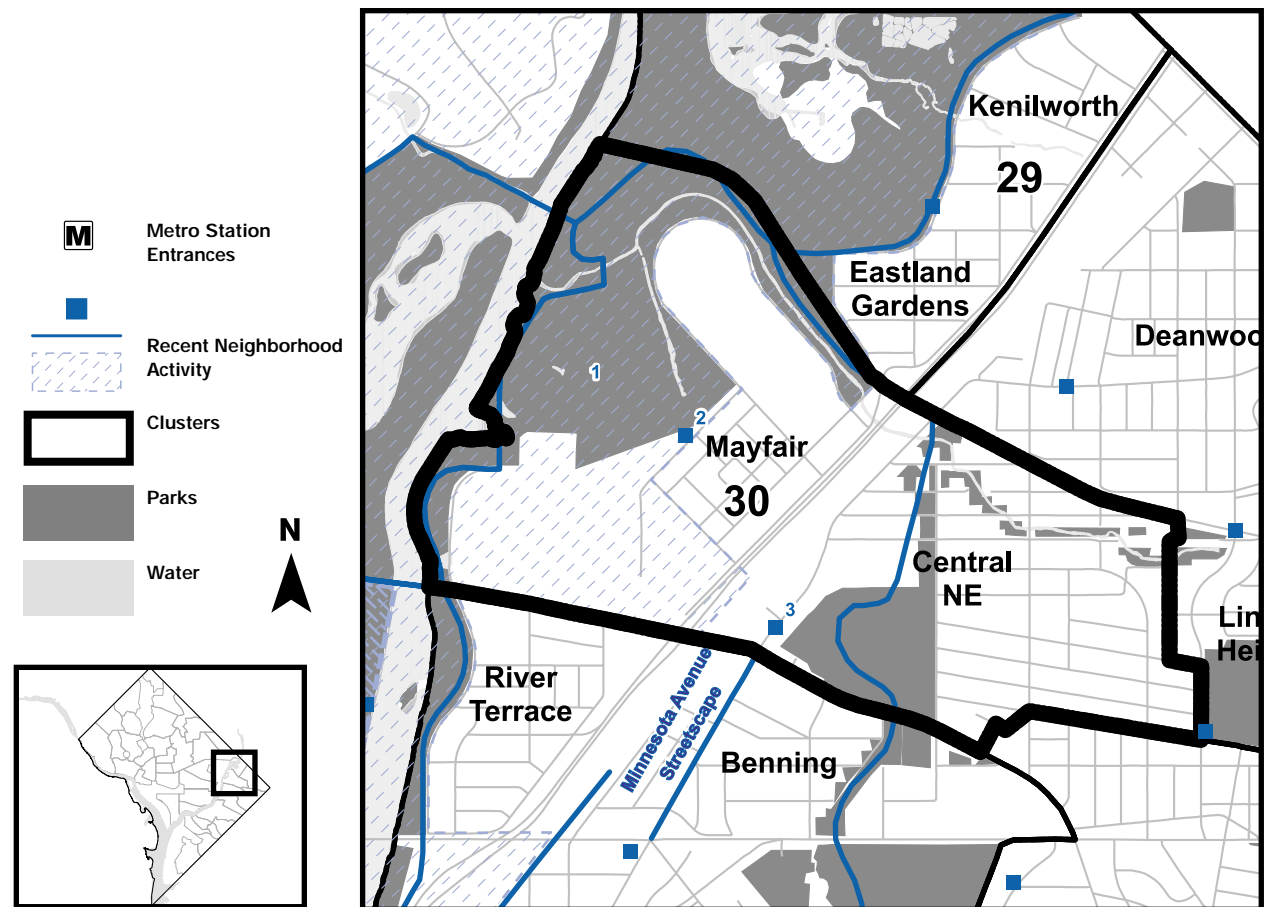 M
Metro Station
Entrances
Recent Neighborhood
Activity
Clusters
Parks
Water
N
Kenilworth
29
Eastland
Gardens
Deanwoo
1
2
Mayfair
30
Central
NE
3
Lin
Hei
River
Terrace
Minnesota Avenue
Streetscape
Benning